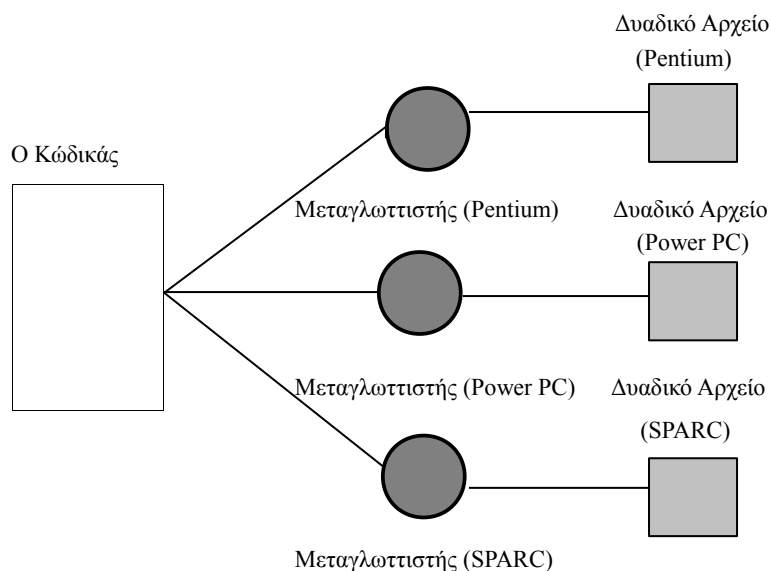 Δυαδικό Αρχείο
(Pentium)
Ο Κώδικάς
Μεταγλωττιστής (Pentium)
Δυαδικό Αρχείο
(Power PC)
Μεταγλωττιστής (Power PC)
Δυαδικό Αρχείο
(SPARC)
Μεταγλωττιστής (SPARC)